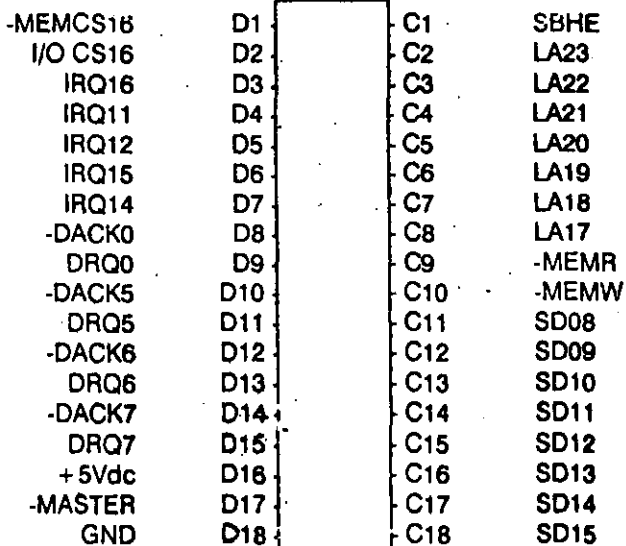 -MEMCS16 D1 C1 SBHE
I/O CS16 D2 C2 LA23
IRQ16 D3 C3 LA22
IRQ11 D4 C4 LA21
IRQ12 D5 C5 LA20
IRQ15 D6 C6 LA19
IRQ14 D7 C7 LA18
-DACK0 D8 C8 LA17
DRQ0 D9 C9 -MEMR
-DACK5 D10 C10 -MEMW
DRQ5 D11 C11 SD08
-DACK6 D12 C12 SD09
DRQ6 D13 C13 SD10
-DACK7 D14 C14 SD11
DRQ7 D15 C15 SD12
+5Vdc D16 C16 SD13
-MASTER D17 C17 SD14
GND D18 C18 SD15